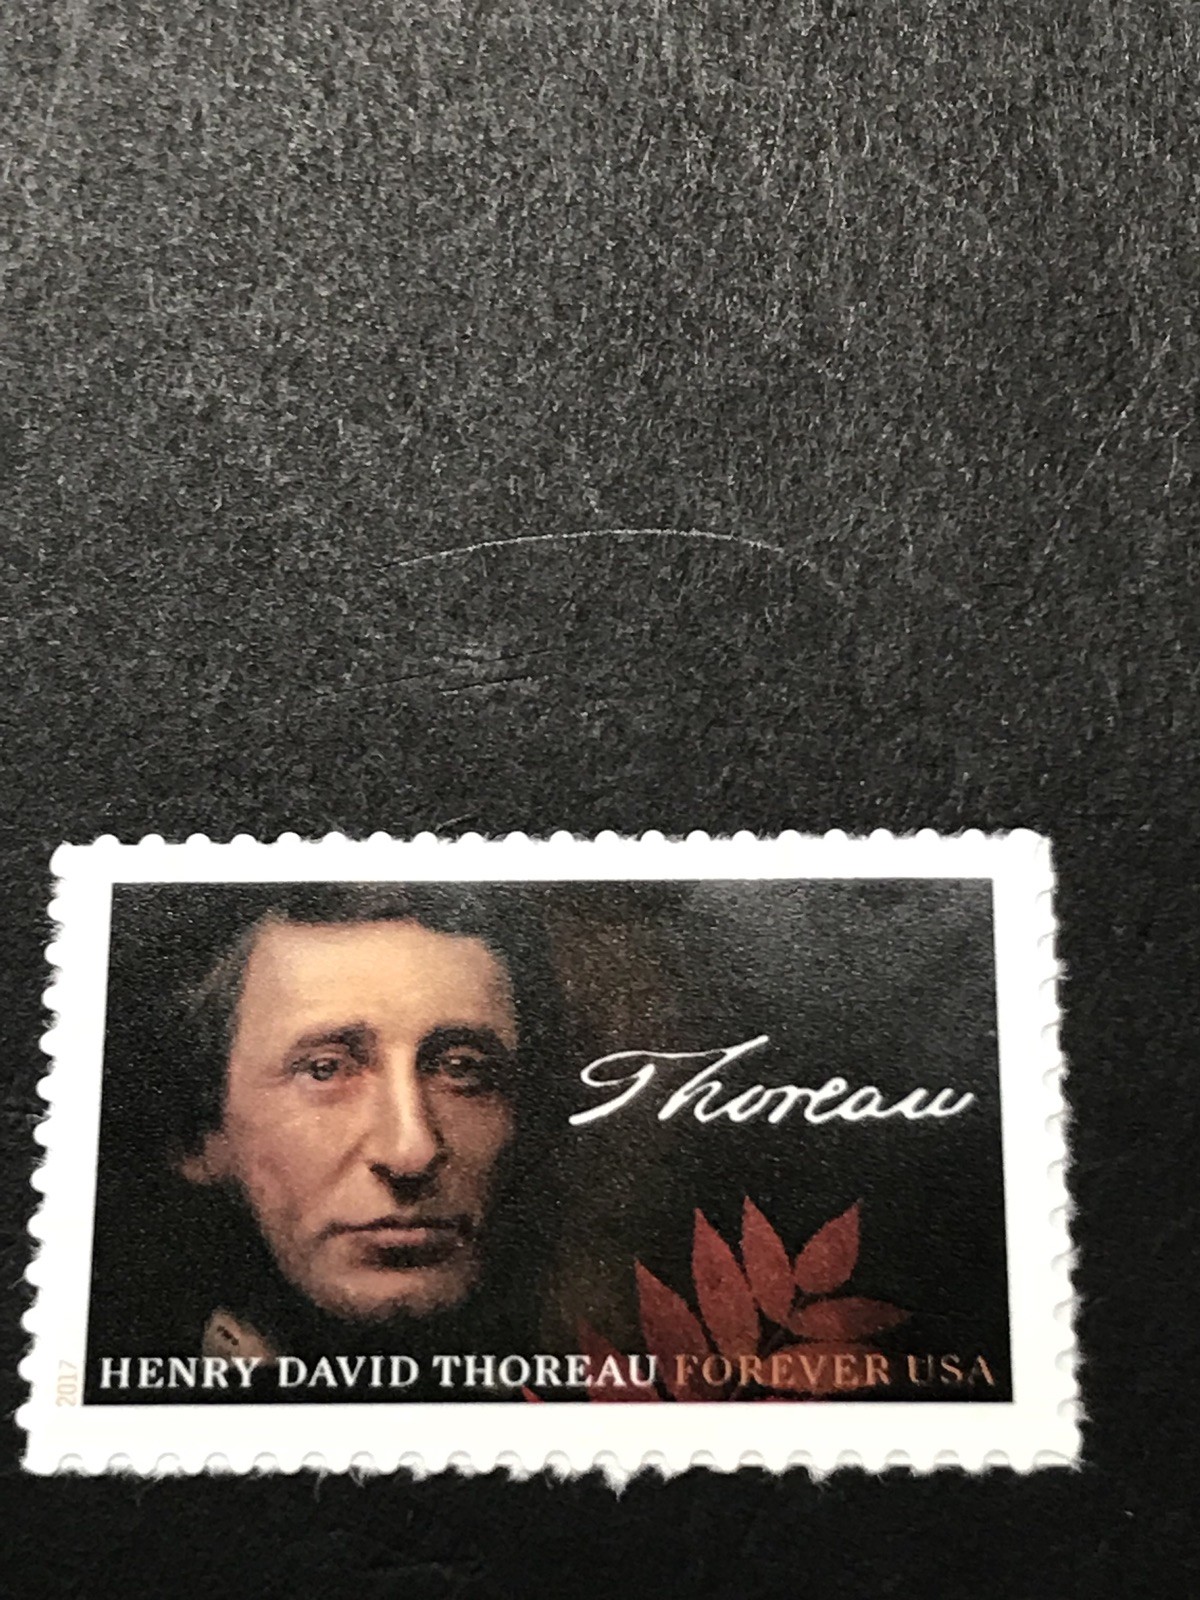 Thoreau
HENRY DAVID THOREAU FOREVER USA
2017